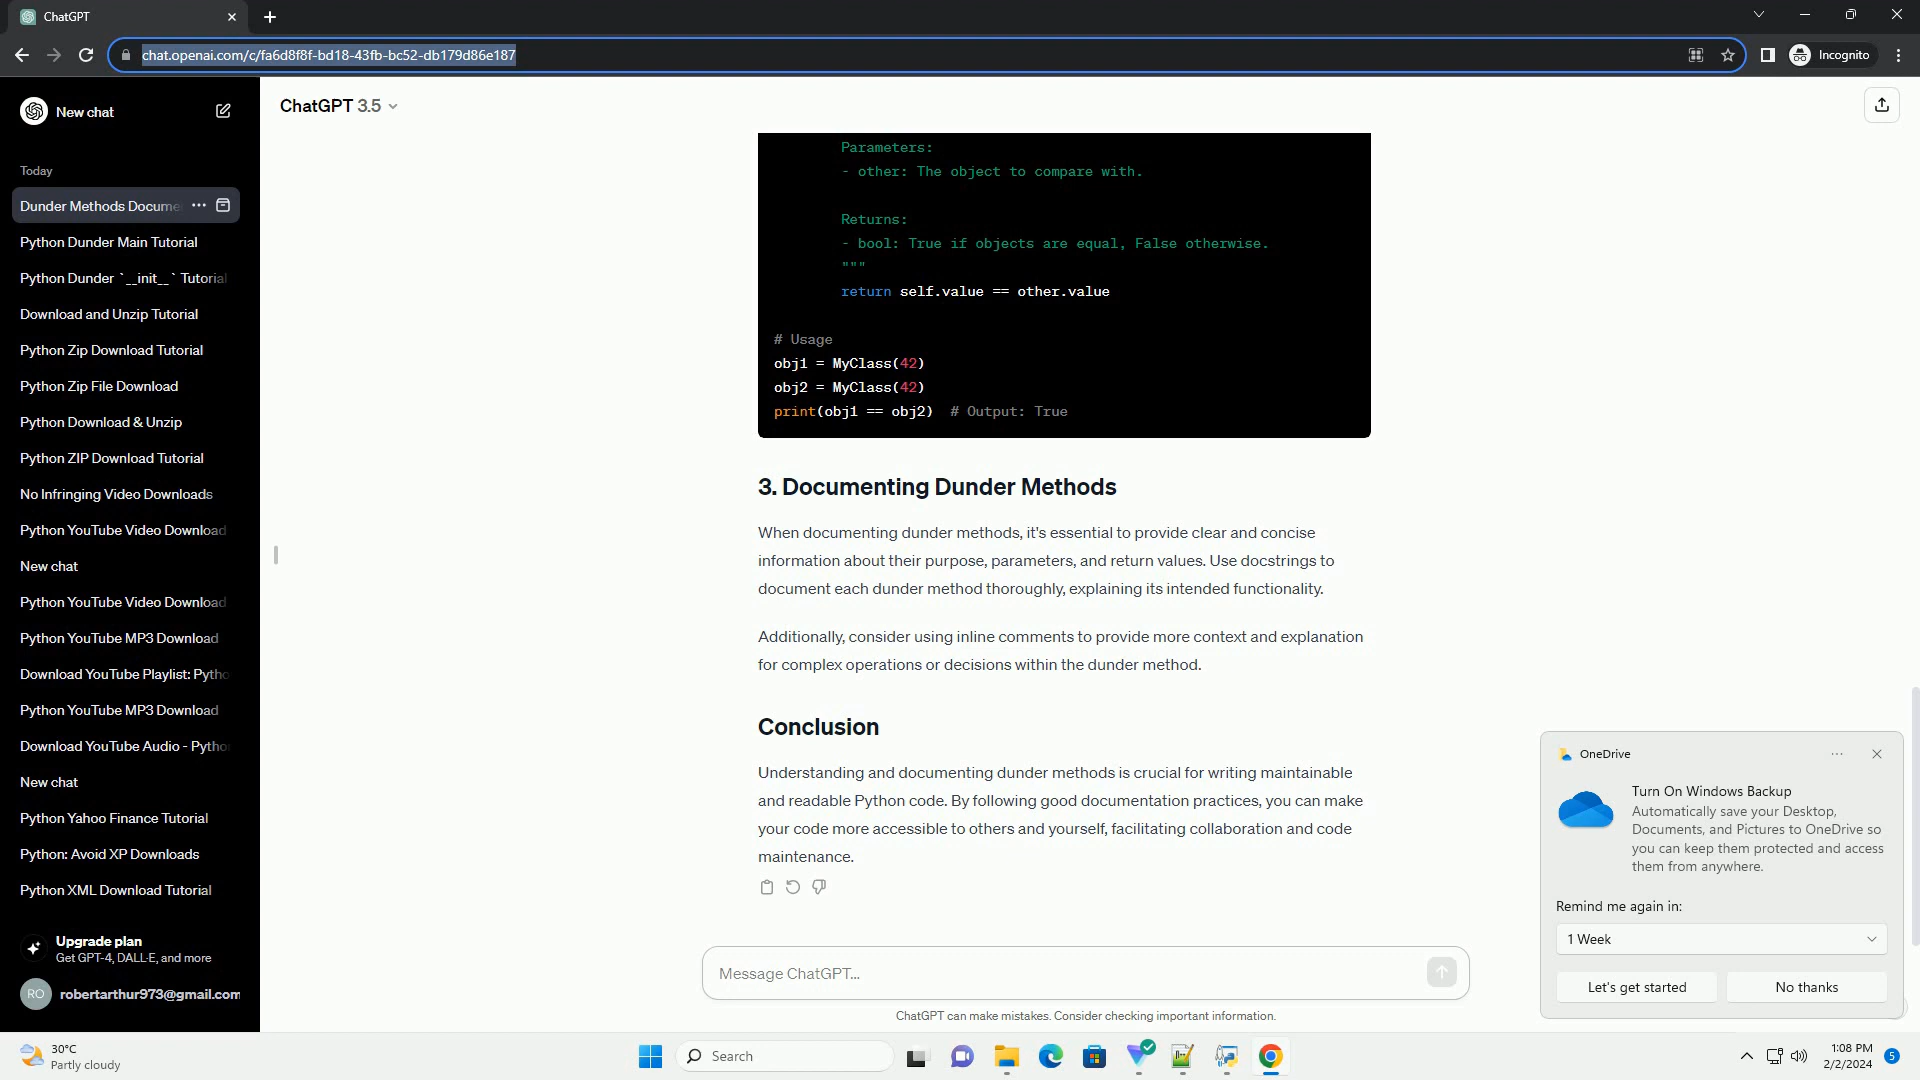 ChatGPT
chat.openai.com/c/fa6d8f8f-bd18-43fb-bc52-db179d86e187
Incognito
New chat
ChatGPT 3.5
Today
Dunder Methods Docume
Python Dunder Main Tutorial
Python Dunder `__init__` Tutorial
Download and Unzip Tutorial
Python Zip Download Tutorial
Python Zip File Download
Python Download & Unzip
Python ZIP Download Tutorial
No Infringing Video Downloads
Python YouTube Video Download
New chat
Python YouTube Video Download
Python YouTube MP3 Download
Download YouTube Playlist: Pytho
Python YouTube MP3 Download
Download YouTube Audio - Pytho
New chat
Python Yahoo Finance Tutorial
Python: Avoid XP Downloads
Python XML Download Tutorial
Upgrade plan
Get GPT-4, DALL·E, and more
RO
robertarthur973@gmail.com
Parameters:
- other: The object to compare with.
Returns:
- bool: True if objects are equal, False otherwise.
"""
return self.value == other.value
# Usage
obj1 = MyClass(42)
obj2 = MyClass(42)
print(obj1 == obj2)  # Output: True
3. Documenting Dunder Methods
When documenting dunder methods, it's essential to provide clear and concise
information about their purpose, parameters, and return values. Use docstrings to
document each dunder method thoroughly, explaining its intended functionality.
Additionally, consider using inline comments to provide more context and explanation
for complex operations or decisions within the dunder method.
Conclusion
Understanding and documenting dunder methods is crucial for writing maintainable
and readable Python code. By following good documentation practices, you can make
your code more accessible to others and yourself, facilitating collaboration and code
maintenance.
Message ChatGPT...
ChatGPT can make mistakes. Consider checking important information.
OneDrive
Turn On Windows Backup
Automatically save your Desktop,
Documents, and Pictures to OneDrive so
you can keep them protected and access
them from anywhere.
Remind me again in:
1 Week
Let's get started
No thanks
30°C
Partly cloudy
Search
1:08 PM
2/2/2024
5